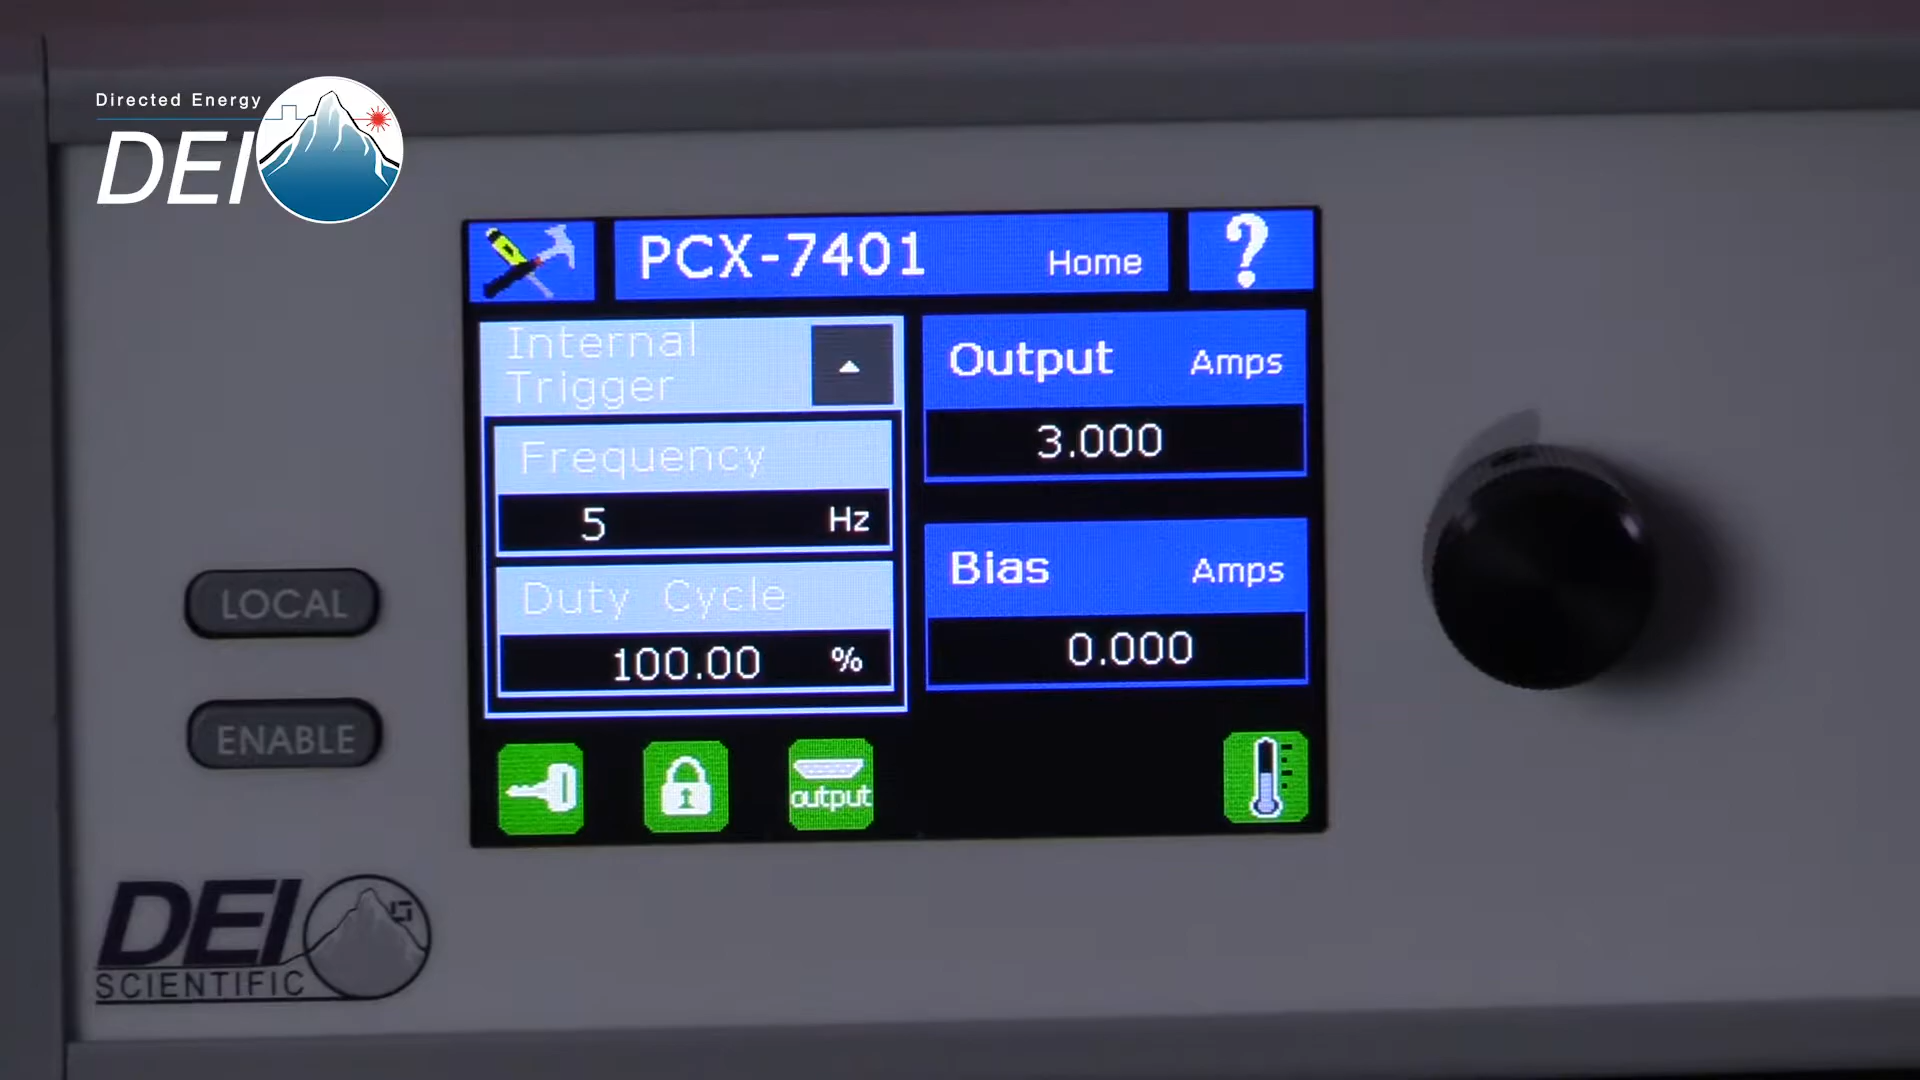 Directed Energy
DEI
PCX-7401 Home
?
Internal
Trigger
Frequency
5 Hz
Duty Cycle
100.00 %
Output Amps
3.000
Bias Amps
0.000
output
LOCAL
ENABLE
DEI
SCIENTIFIC